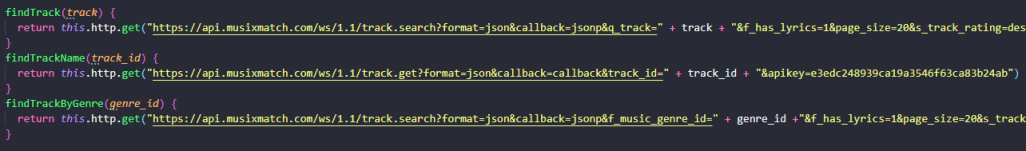 findTrack(track) {
return this.http.get("https://api.musixmatch.com/ws/1.1/track.search?format=json&callback=jsonp&q_track=" + track + "&f_has_lyrics=1&page_size=20&s_track_rating=des
}
findTrackName(track_id) {
return this.http.get("https://api.musixmatch.com/ws/1.1/track.get?format=json&callback=callback&track_id=" + track_id + "&apikey=e3edc248939ca19a3546f63ca83b24ab")
}
findTrackByGenre(genre_id) {
return this.http.get("https://api.musixmatch.com/ws/1.1/track.search?format=json&callback=jsonp&f_music_genre_id=" + genre_id +"&f_has_lyrics=1&page_size=20&s_track
}